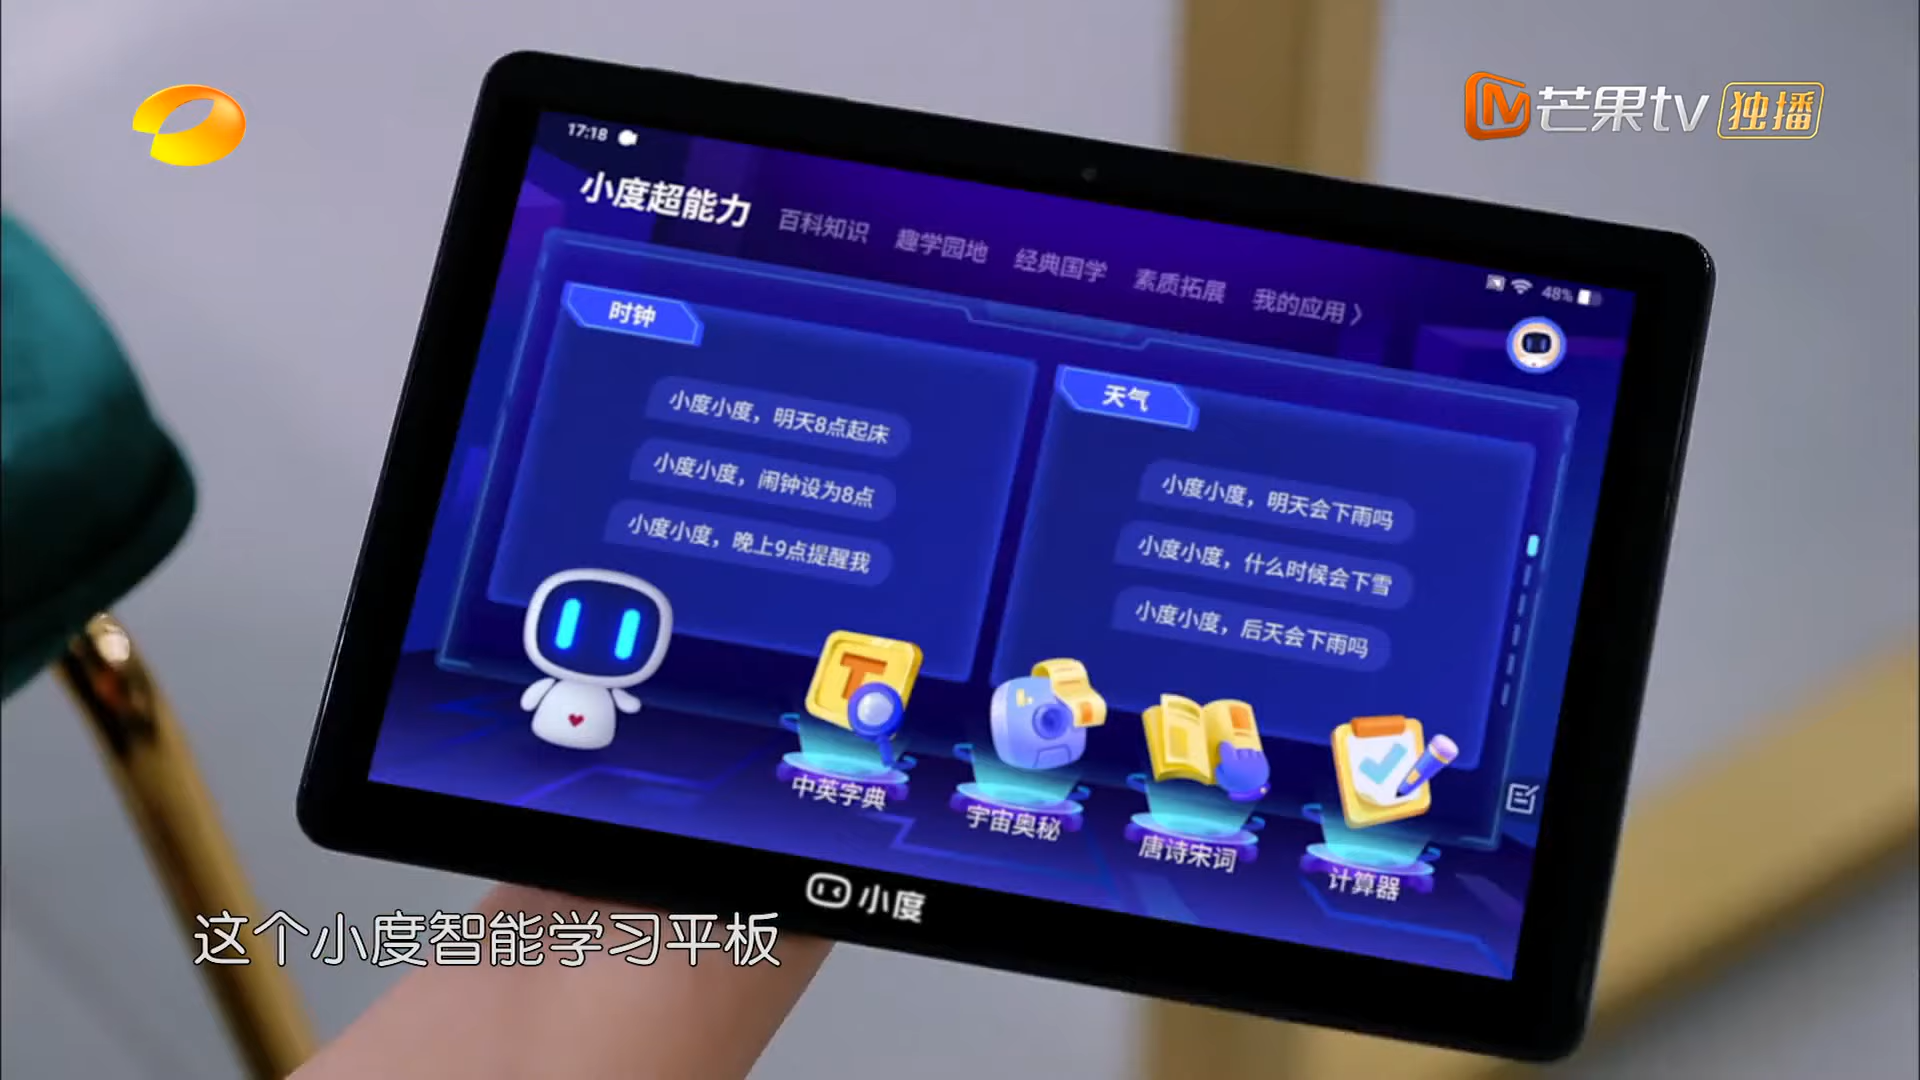 芒果tv 独播
17:18
48%
小度超能力 百科知识 趣学园地 经典国学 素质拓展 我的应用 >
时钟
小度小度，明天8点起床
小度小度，闹钟设为8点
小度小度，晚上9点提醒我
天气
小度小度，明天会下雨吗
小度小度，什么时候会下雪
小度小度，后天会下雨吗
中英字典
宇宙奥秘
唐诗宋词
计算器
小度
这个小度智能学习平板